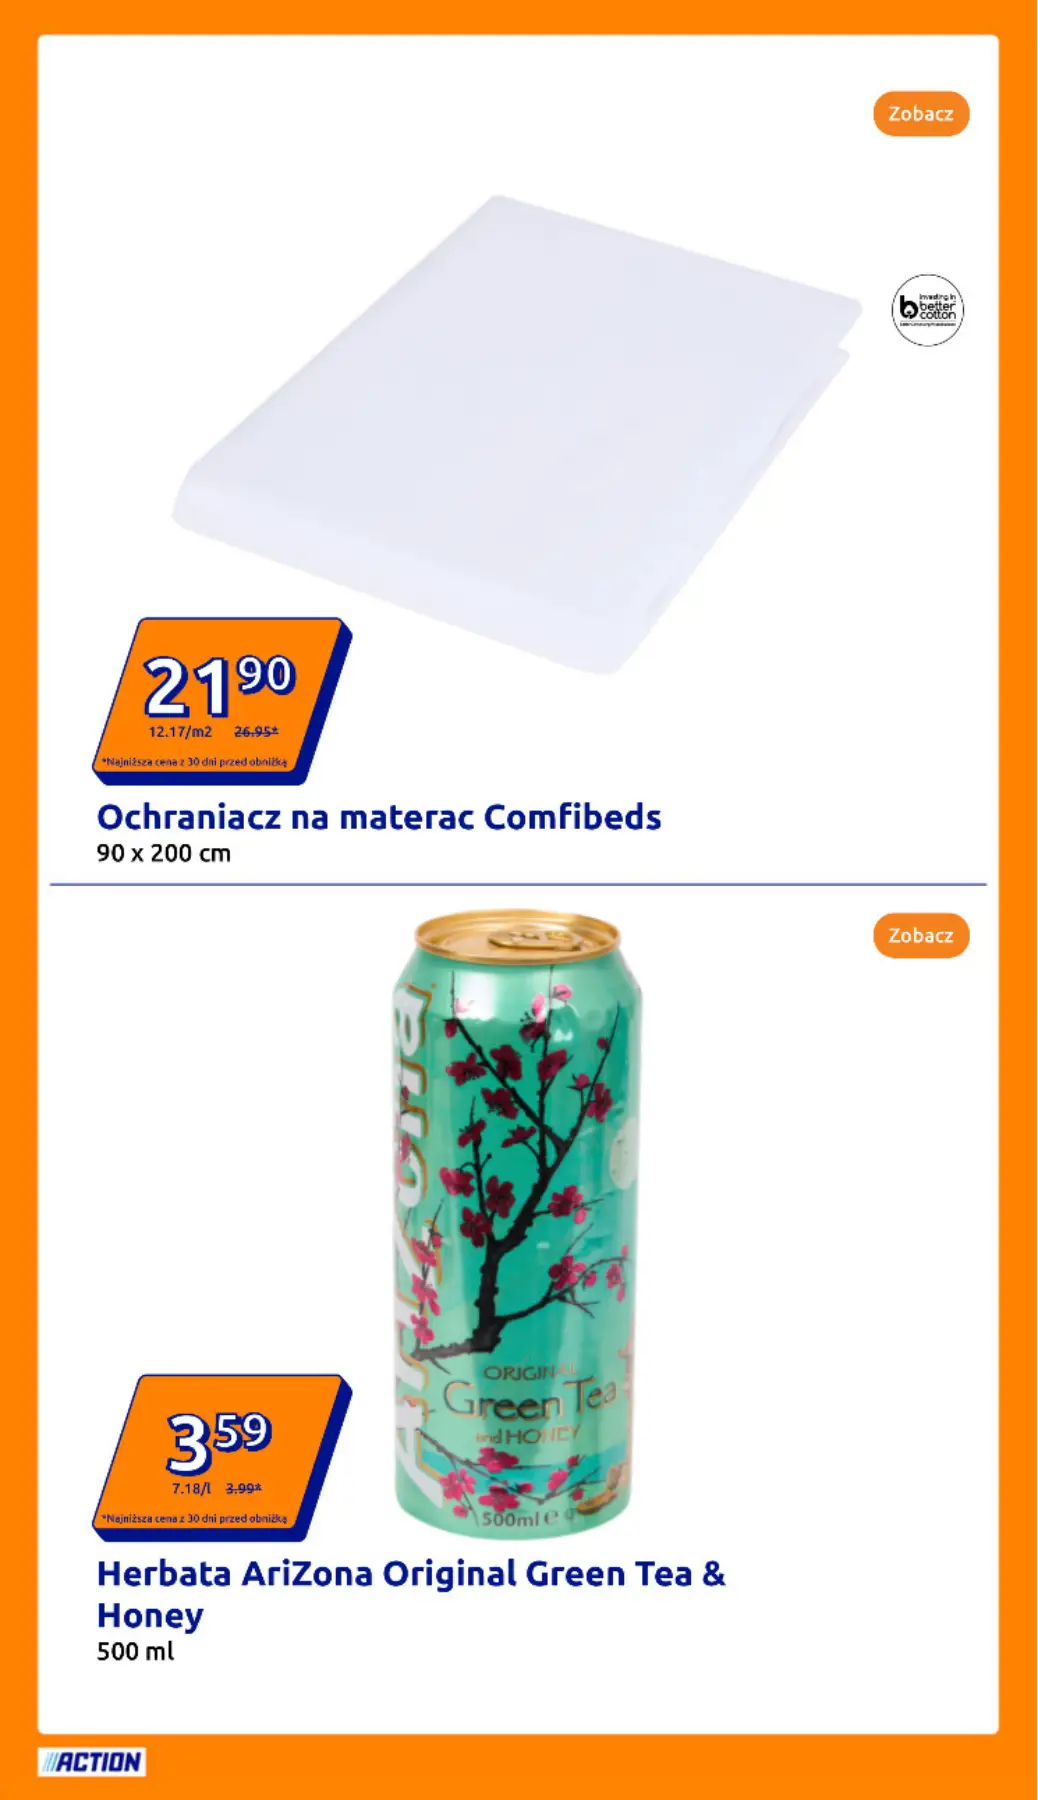 Zobacz
investing in
better
cotton
2190
12.17/m2 26.95*
*Najniższa cena z 30 dni przed obniżką
Ochraniacz na materac Comfibeds
90 x 200 cm
Zobacz
AriZona
ORIGINAL
Green Tea
and HONEY
500ml e
359
7.18/l 3.99*
*Najniższa cena z 30 dni przed obniżką
Herbata AriZona Original Green Tea &
Honey
500 ml
ACTION